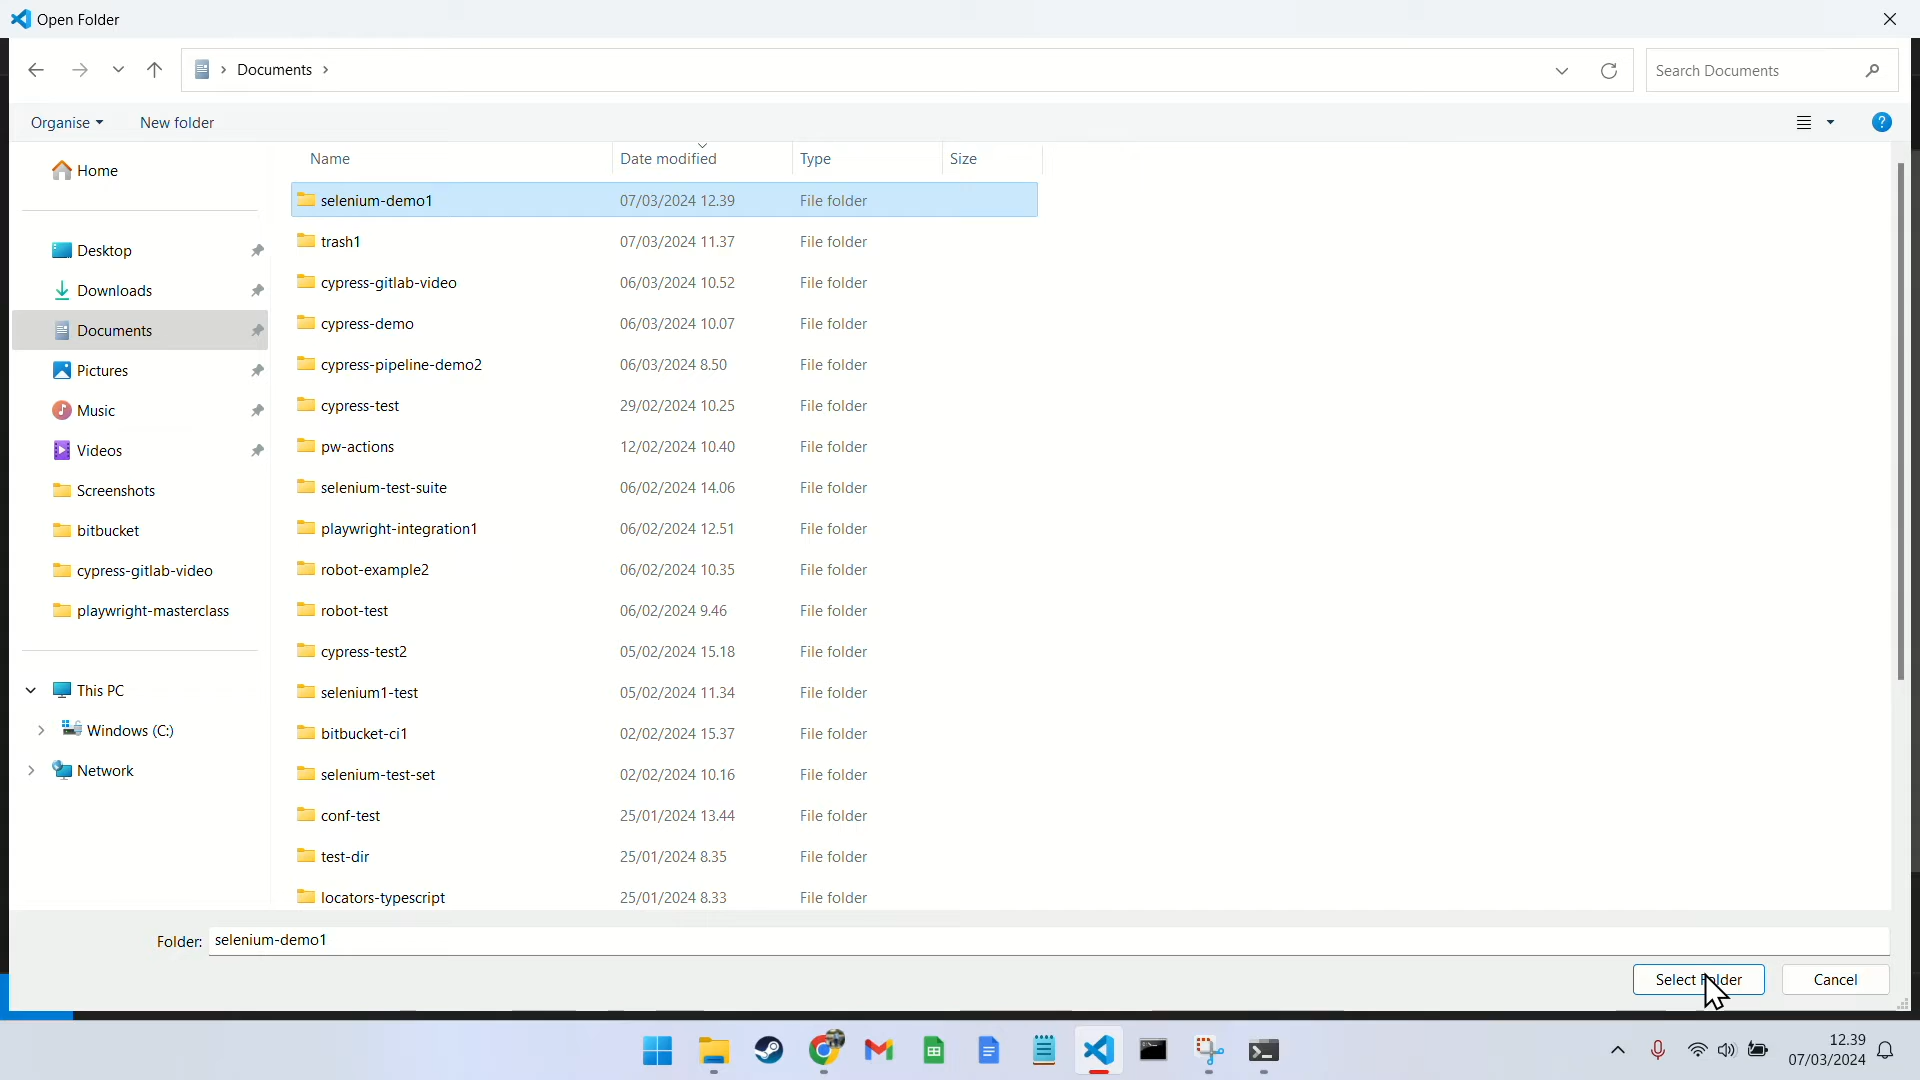 Open Folder
Documents
Search Documents
Organise
New folder
Home
Desktop
Downloads
Documents
Pictures
Music
Videos
Screenshots
bitbucket
cypress-gitlab-video
playwright-masterclass
This PC
Windows (C:)
Network
Name Date modified Type Size
selenium-demo1 07/03/2024 12.39 File folder
trash1 07/03/2024 11.37 File folder
cypress-gitlab-video 06/03/2024 10.52 File folder
cypress-demo 06/03/2024 10.07 File folder
cypress-pipeline-demo2 06/03/2024 8.50 File folder
cypress-test 29/02/2024 10.25 File folder
pw-actions 12/02/2024 10.40 File folder
selenium-test-suite 06/02/2024 14.06 File folder
playwright-integration1 06/02/2024 12.51 File folder
robot-example2 06/02/2024 10.35 File folder
robot-test 06/02/2024 9.46 File folder
cypress-test2 05/02/2024 15.18 File folder
selenium1-test 05/02/2024 11.34 File folder
bitbucket-ci1 02/02/2024 15.37 File folder
selenium-test-set 02/02/2024 10.16 File folder
conf-test 25/01/2024 13.44 File folder
test-dir 25/01/2024 8.35 File folder
locators-typescript 25/01/2024 8.33 File folder
Folder: selenium-demo1
Select Folder Cancel
12.39
07/03/2024